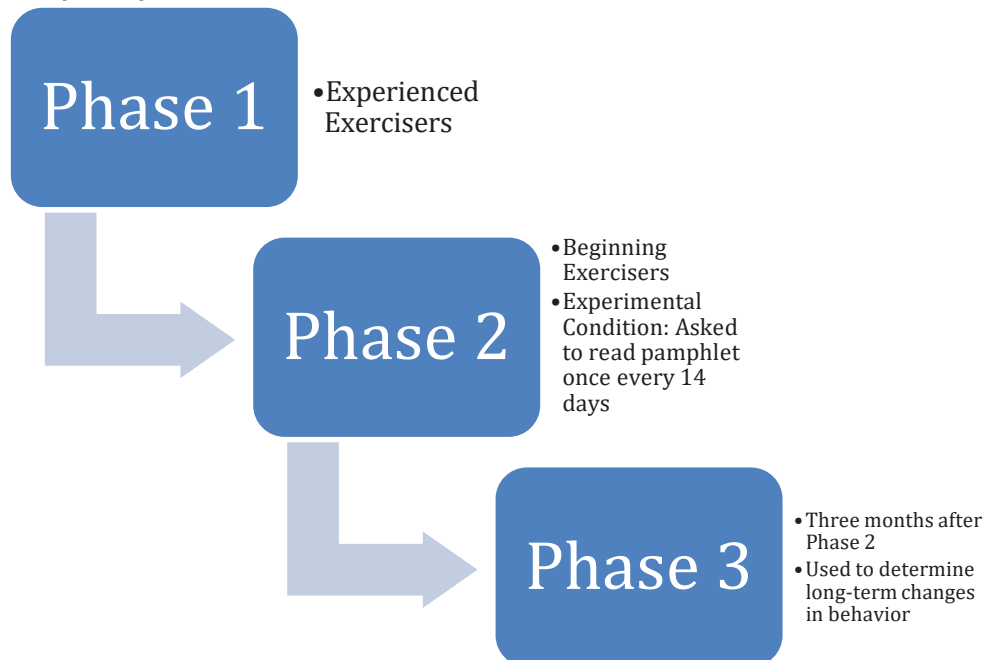 Phase 1
•Experienced
Exercisers
Phase 2
•Beginning
Exercisers
•Experimental
Condition: Asked
to read pamphlet
once every 14
days
Phase 3
•Three months after
Phase 2
•Used to determine
long-term changes
in behavior